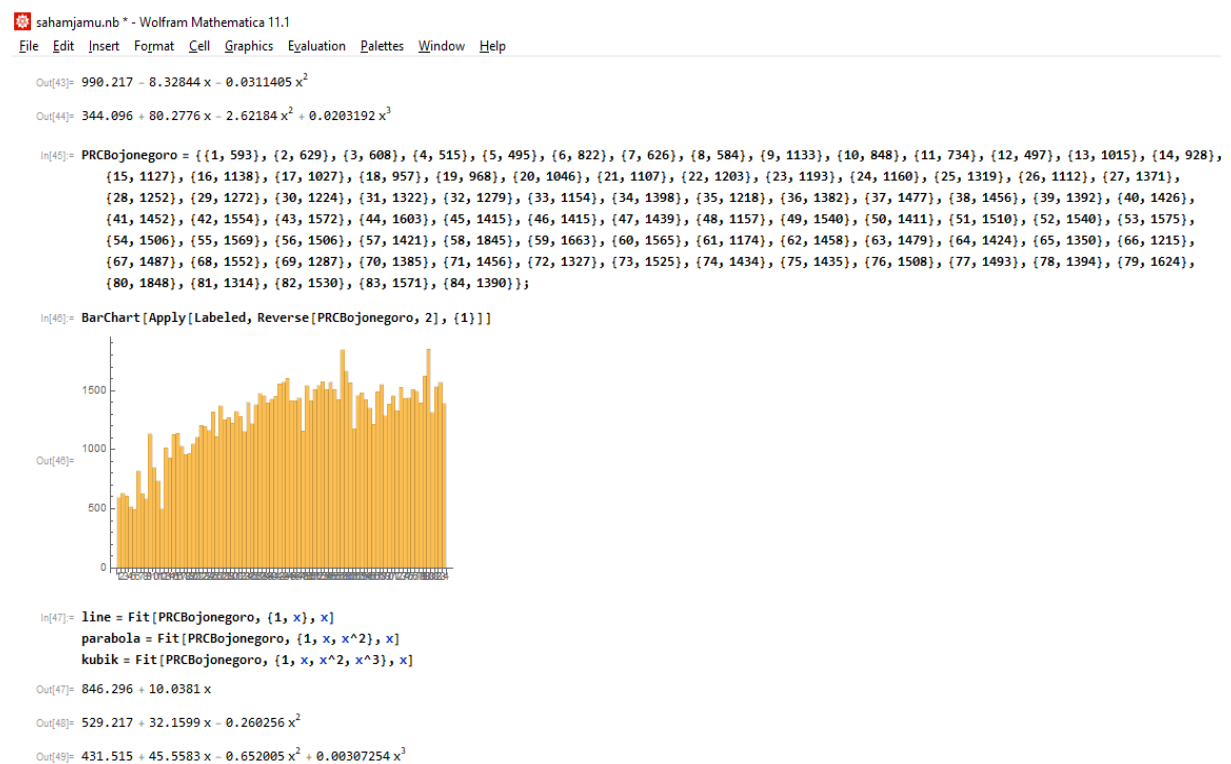 sahamjamu.nb * - Wolfram Mathematica 11.1
File Edit Insert Format Cell Graphics Evaluation Palettes Window Help
Out[43]= 990.217 - 8.32844 x - 0.0311405 x²
Out[44]= 344.096 + 80.2776 x - 2.62184 x² + 0.0203192 x³
In[45]:= PRCBojonegoro = {{1, 593}, {2, 629}, {3, 608}, {4, 515}, {5, 495}, {6, 822}, {7, 626}, {8, 584}, {9, 1133}, {10, 848}, {11, 734}, {12, 497}, {13, 1015}, {14, 928},
{15, 1127}, {16, 1138}, {17, 1027}, {18, 957}, {19, 968}, {20, 1046}, {21, 1107}, {22, 1203}, {23, 1193}, {24, 1160}, {25, 1319}, {26, 1112}, {27, 1371},
{28, 1252}, {29, 1272}, {30, 1224}, {31, 1322}, {32, 1279}, {33, 1154}, {34, 1398}, {35, 1218}, {36, 1382}, {37, 1477}, {38, 1456}, {39, 1392}, {40, 1426},
{41, 1452}, {42, 1554}, {43, 1572}, {44, 1603}, {45, 1415}, {46, 1415}, {47, 1439}, {48, 1157}, {49, 1540}, {50, 1411}, {51, 1510}, {52, 1540}, {53, 1575},
{54, 1506}, {55, 1569}, {56, 1506}, {57, 1421}, {58, 1845}, {59, 1663}, {60, 1565}, {61, 1174}, {62, 1458}, {63, 1479}, {64, 1424}, {65, 1350}, {66, 1215},
{67, 1487}, {68, 1552}, {69, 1287}, {70, 1385}, {71, 1456}, {72, 1327}, {73, 1525}, {74, 1434}, {75, 1435}, {76, 1508}, {77, 1493}, {78, 1394}, {79, 1624},
{80, 1848}, {81, 1314}, {82, 1530}, {83, 1571}, {84, 1390}};
In[46]:= BarChart[Apply[Labeled, Reverse[PRCBojonegoro, 2], {1}]]
1500
1000
Out[46]=
500
0
In[47]:= line = Fit[PRCBojonegoro, {1, x}, x]
parabola = Fit[PRCBojonegoro, {1, x, x^2}, x]
kubik = Fit[PRCBojonegoro, {1, x, x^2, x^3}, x]
Out[47]= 846.296 + 10.0381 x
Out[48]= 529.217 + 32.1599 x - 0.260256 x²
Out[49]= 431.515 + 45.5583 x - 0.652005 x² + 0.00307254 x³